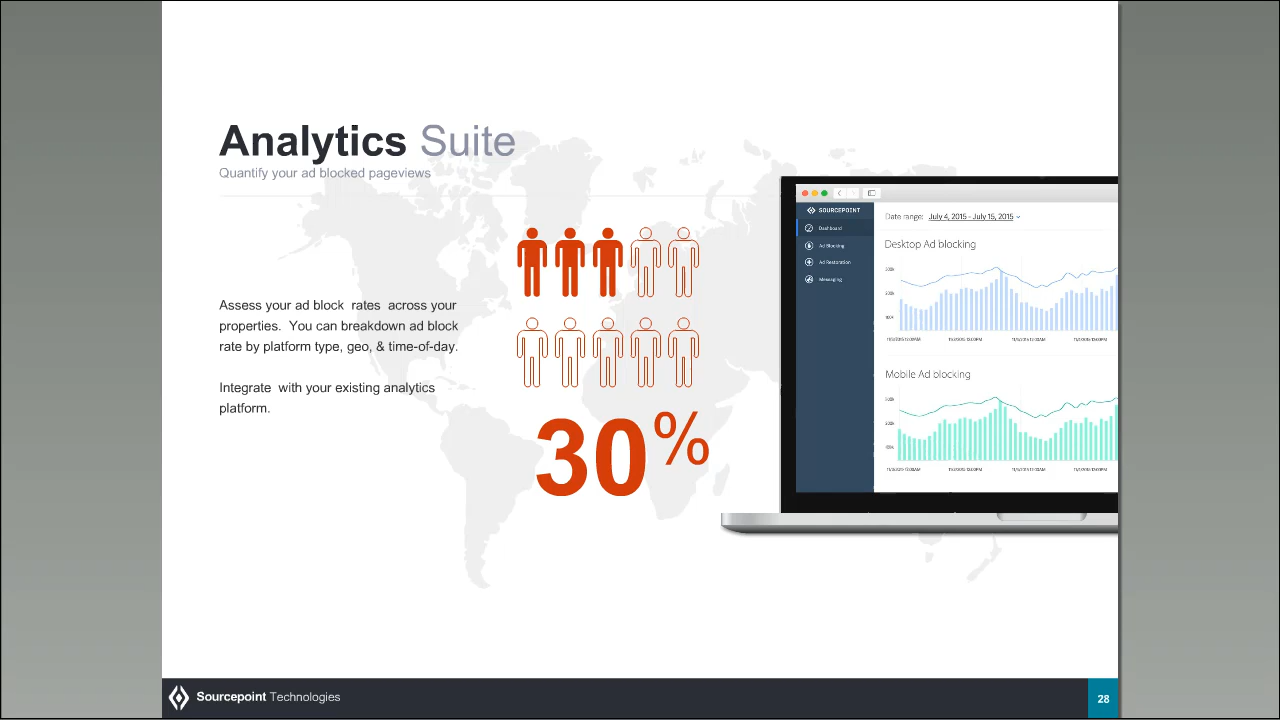 Analytics Suite
Quantify your ad blocked pageviews
Assess your ad block rates across your
properties. You can breakdown ad block
rate by platform type, geo, & time-of-day.
Integrate with your existing analytics
platform.
30%
SOURCEPOINT
Dashboard
Ad Blocking
Ad Restoration
Messaging
Date range: July 4, 2015 - July 15, 2015
Desktop Ad blocking
Mobile Ad blocking
Sourcepoint Technologies
28